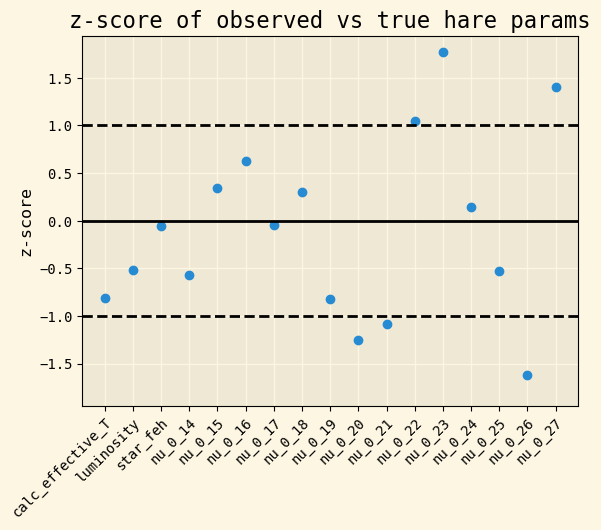 z-score of observed vs true hare params
z-score
1.5
1.0
0.5
0.0
−0.5
−1.0
−1.5
calc_effective_T
luminosity
star_feh
nu_0_14
nu_0_15
nu_0_16
nu_0_17
nu_0_18
nu_0_19
nu_0_20
nu_0_21
nu_0_22
nu_0_23
nu_0_24
nu_0_25
nu_0_26
nu_0_27